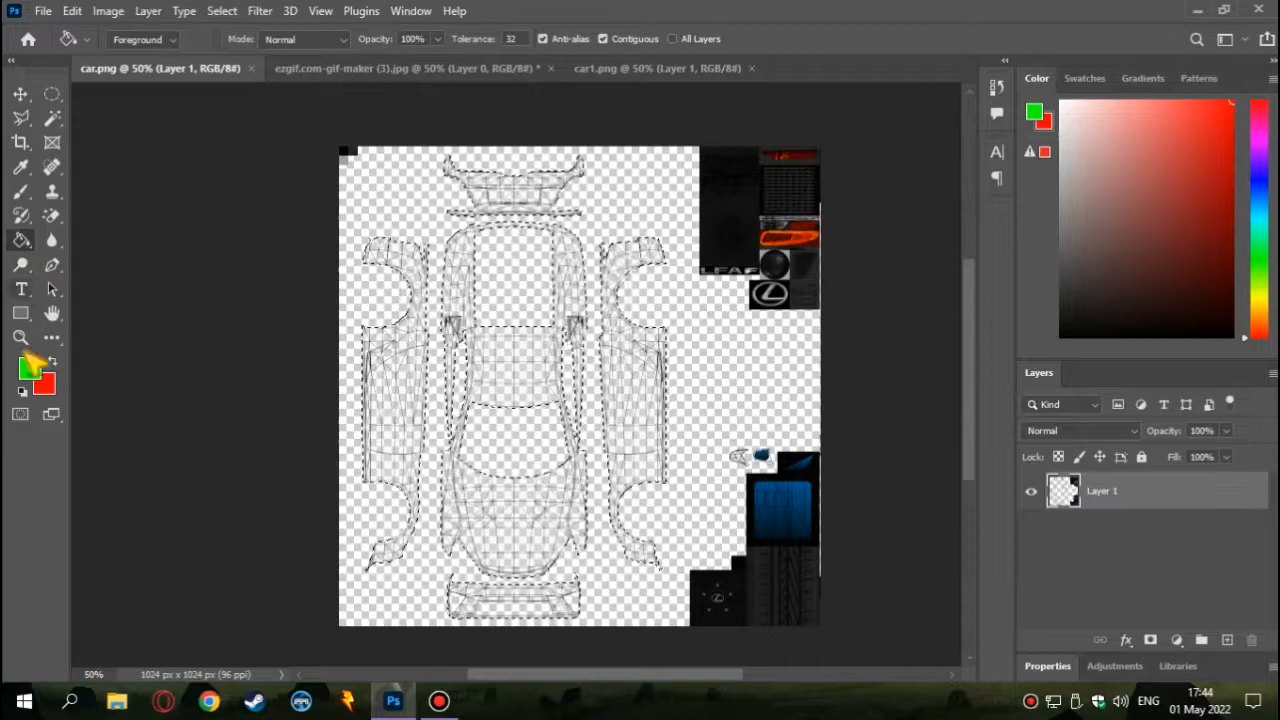 Ps File Edit Image Layer Type Select Filter 3D View Plugins Window Help
Foreground Mode: Normal Opacity: 100% Tolerance: 32 Anti-alias Contiguous All Layers
car.png @ 50% (Layer 1, RGB/8#) × ezgif.com-gif-maker (3).jpg @ 50% (Layer 0, RGB/8#) * × car1.png @ 50% (Layer 1, RGB/8#) ×
Color Swatches Gradients Patterns
LFA
Layers
Kind
Normal Opacity: 100%
Lock: Fill: 100%
Layer 1
50% 1024 px x 1024 px (96 ppi)
Properties Adjustments Libraries
Ps ENG 17:44
01 May 2022